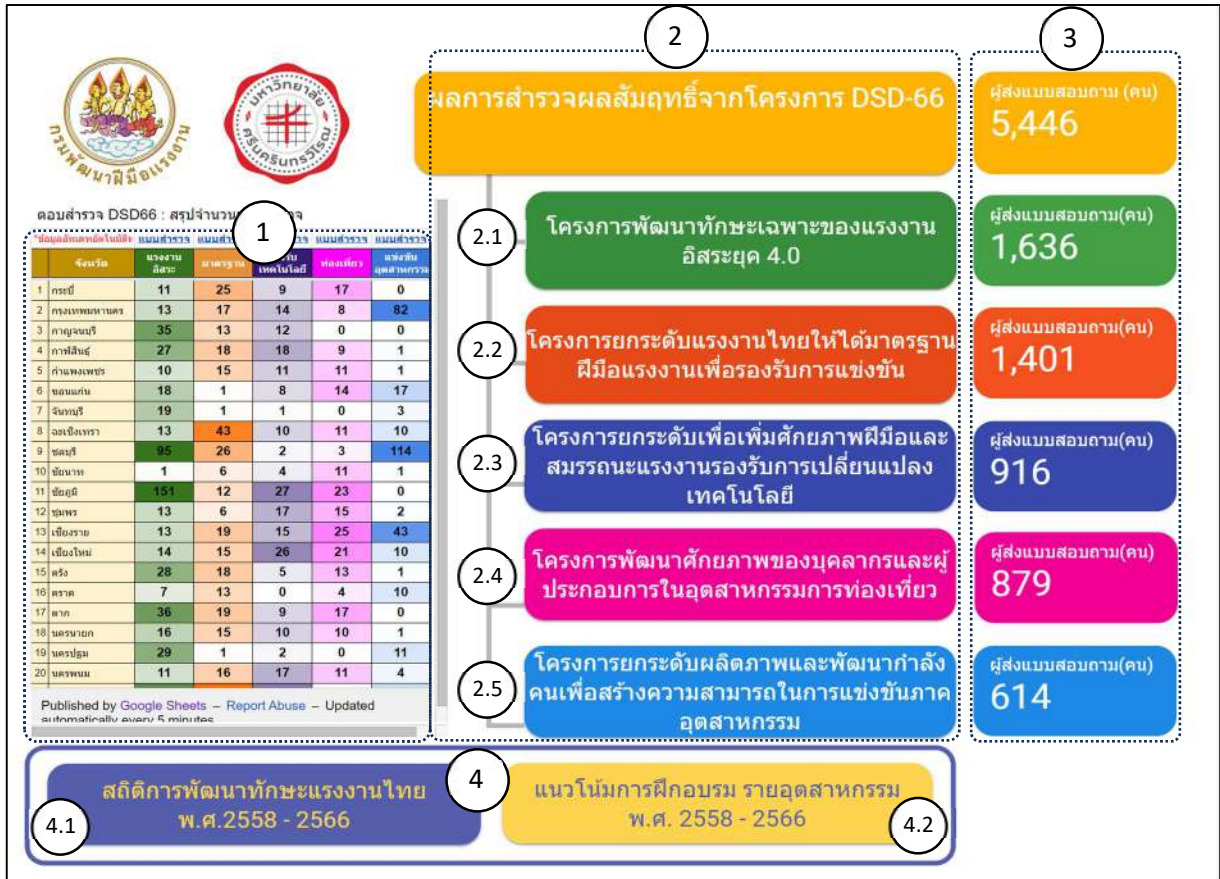 2
3
กรมพัฒนาฝีมือแรงงาน
มหาวิทยาลัย
ศรีนครินทรวิโรฒ
ผลการสำรวจผลสัมฤทธิ์จากโครงการ DSD-66
ผู้ส่งแบบสอบถาม (คน)
5,446
ตอบสำรวจ DSD66 : สรุปจำนวน
1
แบบสำรวจ แบบสำรวจ แบบสำรวจ แบบสำรวจ
จังหวัด แรงงานอิสระ มาตรฐาน เทคโนโลยี ท่องเที่ยว แข่งขันอุตสาหกรรม
1 กระบี่ 11 25 9 17 0
2 กรุงเทพมหานคร 13 17 14 8 82
3 กาญจนบุรี 35 13 12 0 0
4 กาฬสินธุ์ 27 18 18 9 1
5 กำแพงเพชร 10 15 11 11 1
6 ขอนแก่น 18 1 8 14 17
7 จันทบุรี 19 1 1 0 3
8 ฉะเชิงเทรา 13 43 10 11 10
9 ชลบุรี 95 26 2 3 114
10 ชัยนาท 1 6 4 11 1
11 ชัยภูมิ 151 12 27 23 0
12 ชุมพร 13 6 17 15 2
13 เชียงราย 13 19 15 25 43
14 เชียงใหม่ 14 15 26 21 10
15 ตรัง 28 18 5 13 1
16 ตราด 7 13 0 4 10
17 ตาก 36 19 9 17 0
18 นครนายก 16 15 10 10 1
19 นครปฐม 29 1 2 0 11
20 นครพนม 11 16 17 11 4
Published by Google Sheets – Report Abuse – Updated
automatically every 5 minutes
2.1
โครงการพัฒนาทักษะเฉพาะของแรงงาน
อิสระยุค 4.0
ผู้ส่งแบบสอบถาม(คน)
1,636
2.2
โครงการยกระดับแรงงานไทยให้ได้มาตรฐาน
ฝีมือแรงงานเพื่อรองรับการแข่งขัน
ผู้ส่งแบบสอบถาม(คน)
1,401
2.3
โครงการยกระดับเพื่อเพิ่มศักยภาพฝีมือและ
สมรรถนะแรงงานรองรับการเปลี่ยนแปลง
เทคโนโลยี
ผู้ส่งแบบสอบถาม(คน)
916
2.4
โครงการพัฒนาศักยภาพของบุคลากรและผู้
ประกอบการในอุตสาหกรรมการท่องเที่ยว
ผู้ส่งแบบสอบถาม(คน)
879
2.5
โครงการยกระดับผลิตภาพและพัฒนากำลัง
คนเพื่อสร้างความสามารถในการแข่งขันภาค
อุตสาหกรรม
ผู้ส่งแบบสอบถาม(คน)
614
4
สถิติการพัฒนาทักษะแรงงานไทย
พ.ศ.2558 - 2566
4.1
แนวโน้มการฝึกอบรม รายอุตสาหกรรม
พ.ศ. 2558 - 2566
4.2